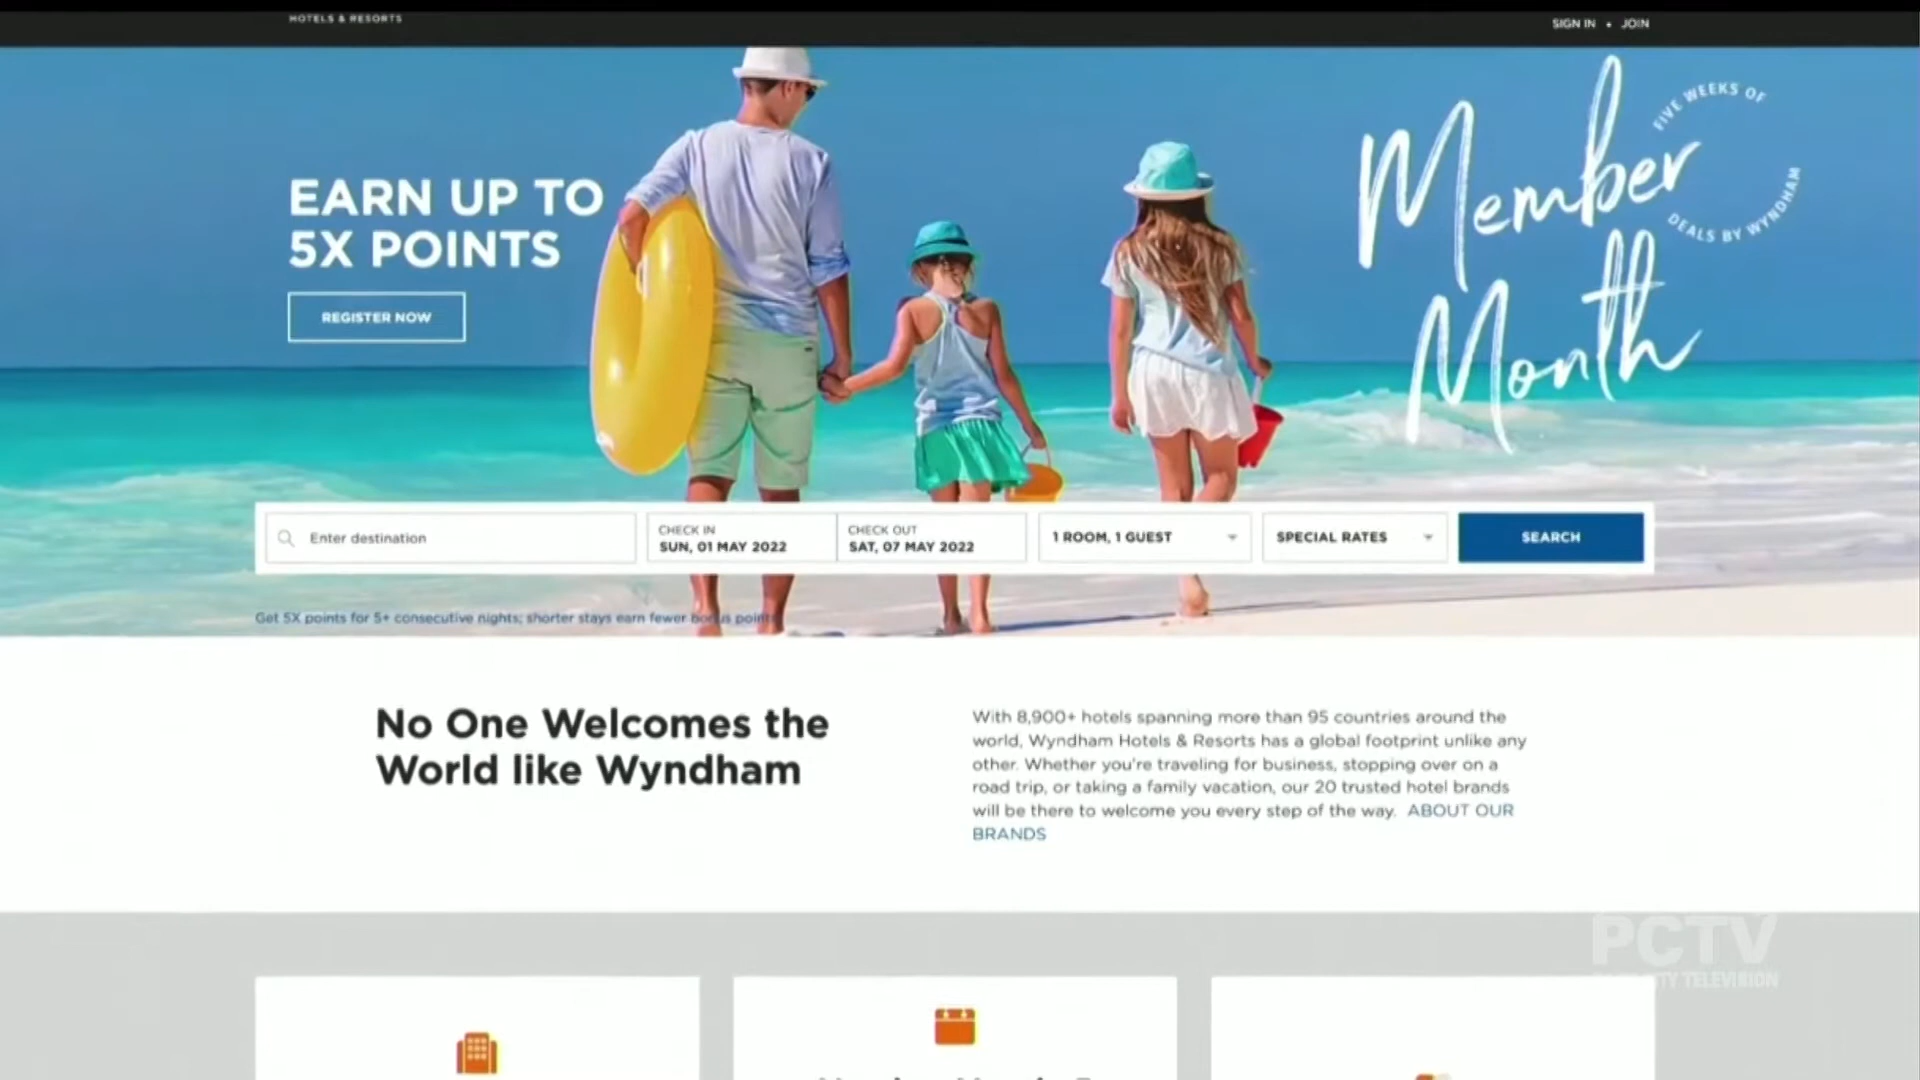 HOTELS & RESORTS
SIGN IN • JOIN
FIVE WEEKS OF
Member
Month
DEALS BY WYNDHAM
EARN UP TO
5X POINTS
REGISTER NOW
Enter destination
CHECK IN
SUN, 01 MAY 2022
CHECK OUT
SAT, 07 MAY 2022
1 ROOM, 1 GUEST
SPECIAL RATES
SEARCH
Get 5X points for 5+ consecutive nights; shorter stays earn fewer bonus points
No One Welcomes the
World like Wyndham
With 8,900+ hotels spanning more than 95 countries around the
world, Wyndham Hotels & Resorts has a global footprint unlike any
other. Whether you're traveling for business, stopping over on a
road trip, or taking a family vacation, our 20 trusted hotel brands
will be there to welcome you every step of the way. ABOUT OUR
BRANDS
PCTV
TELEVISION